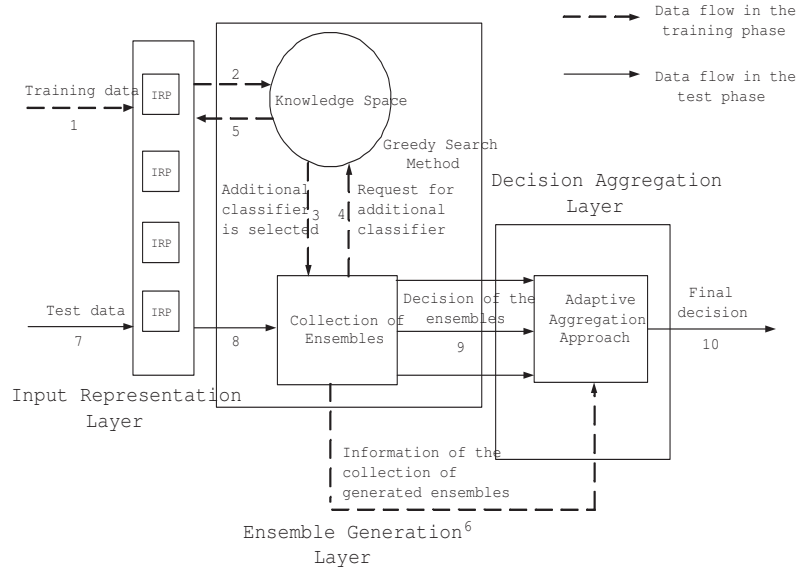 Data flow in the
training phase
Data flow in the
test phase
Training data
1
IRP
2
5
Knowledge Space
Greedy Search
Method
IRP
Additional
classifier
is selected
3
4
Request for
additional
classifier
Decision Aggregation
Layer
IRP
Test data
7
IRP
8
Collection of
Ensembles
Decision of the
ensembles
9
Adaptive
Aggregation
Approach
Final
decision
10
Input Representation
Layer
Information of the
collection of
generated ensembles
6
Ensemble Generation
Layer